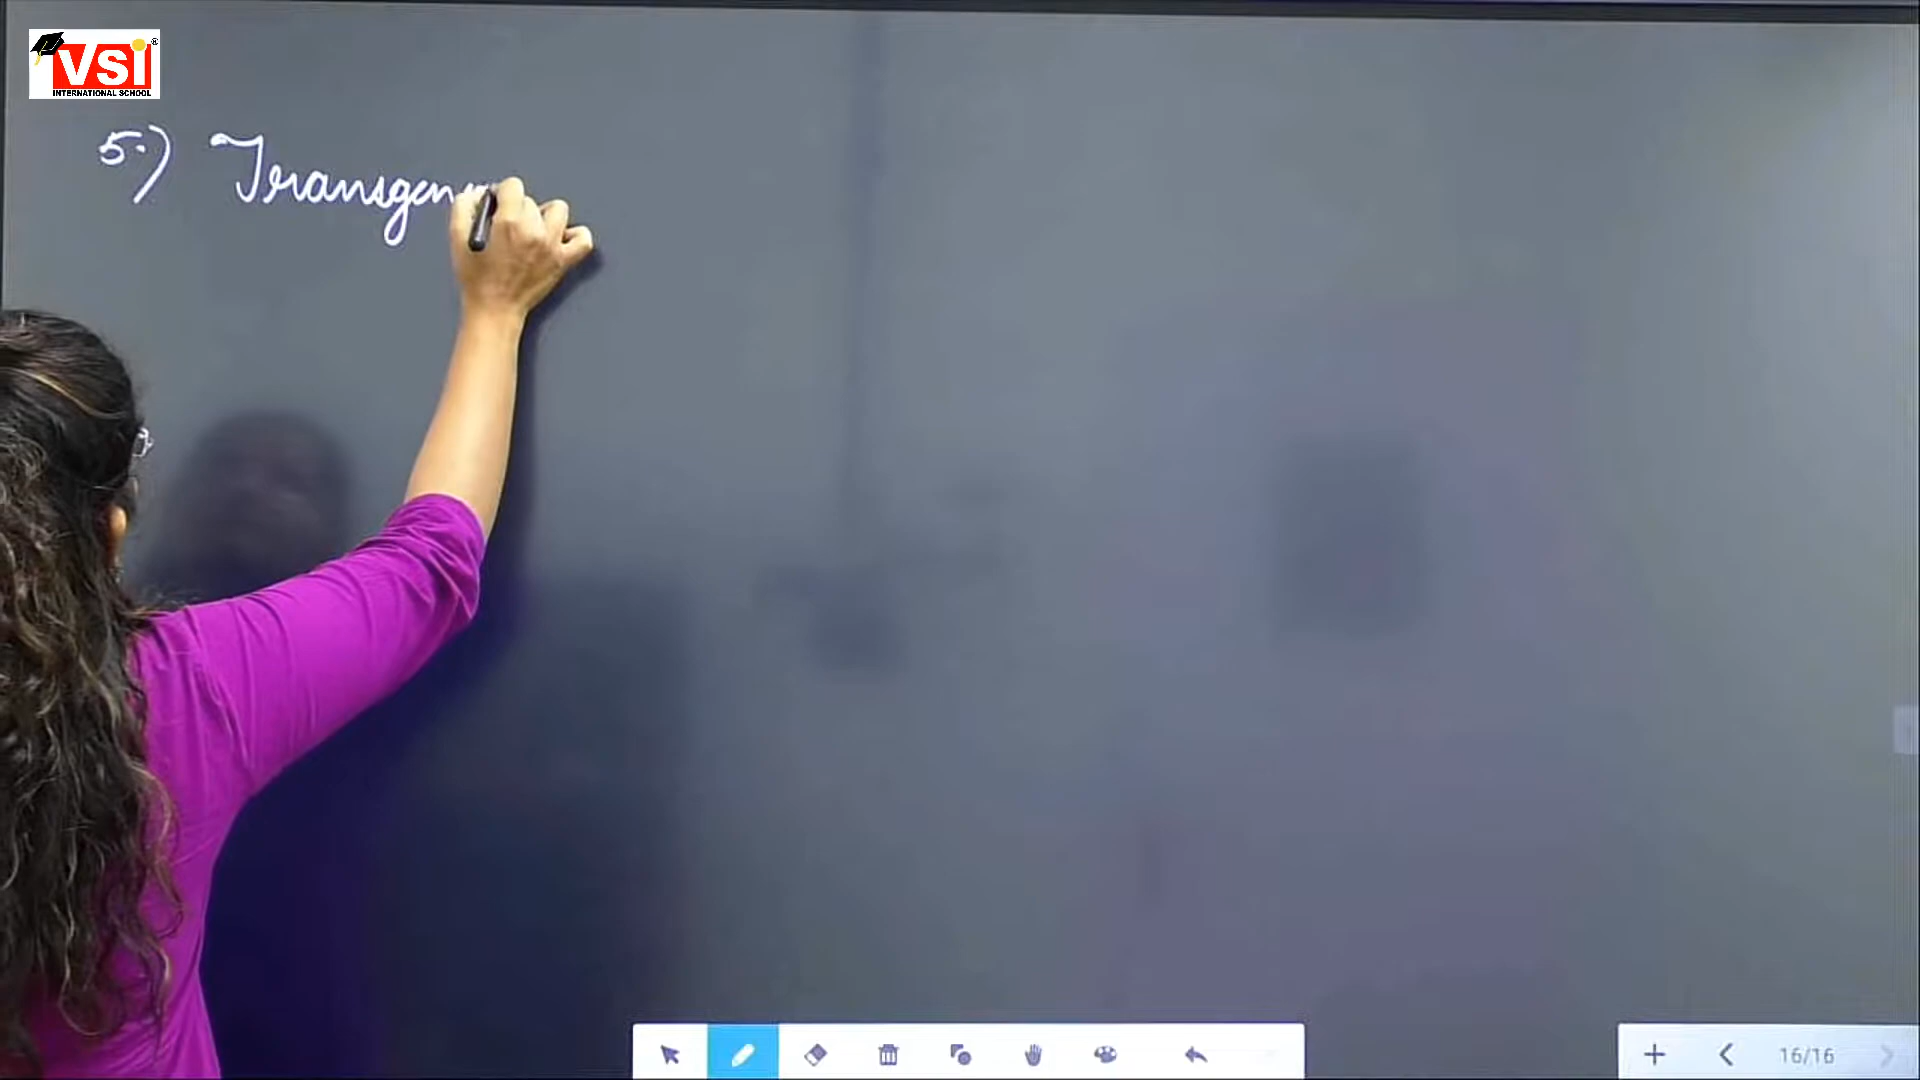 VSI
INTERNATIONAL SCHOOL
5.) Transgen
16/16